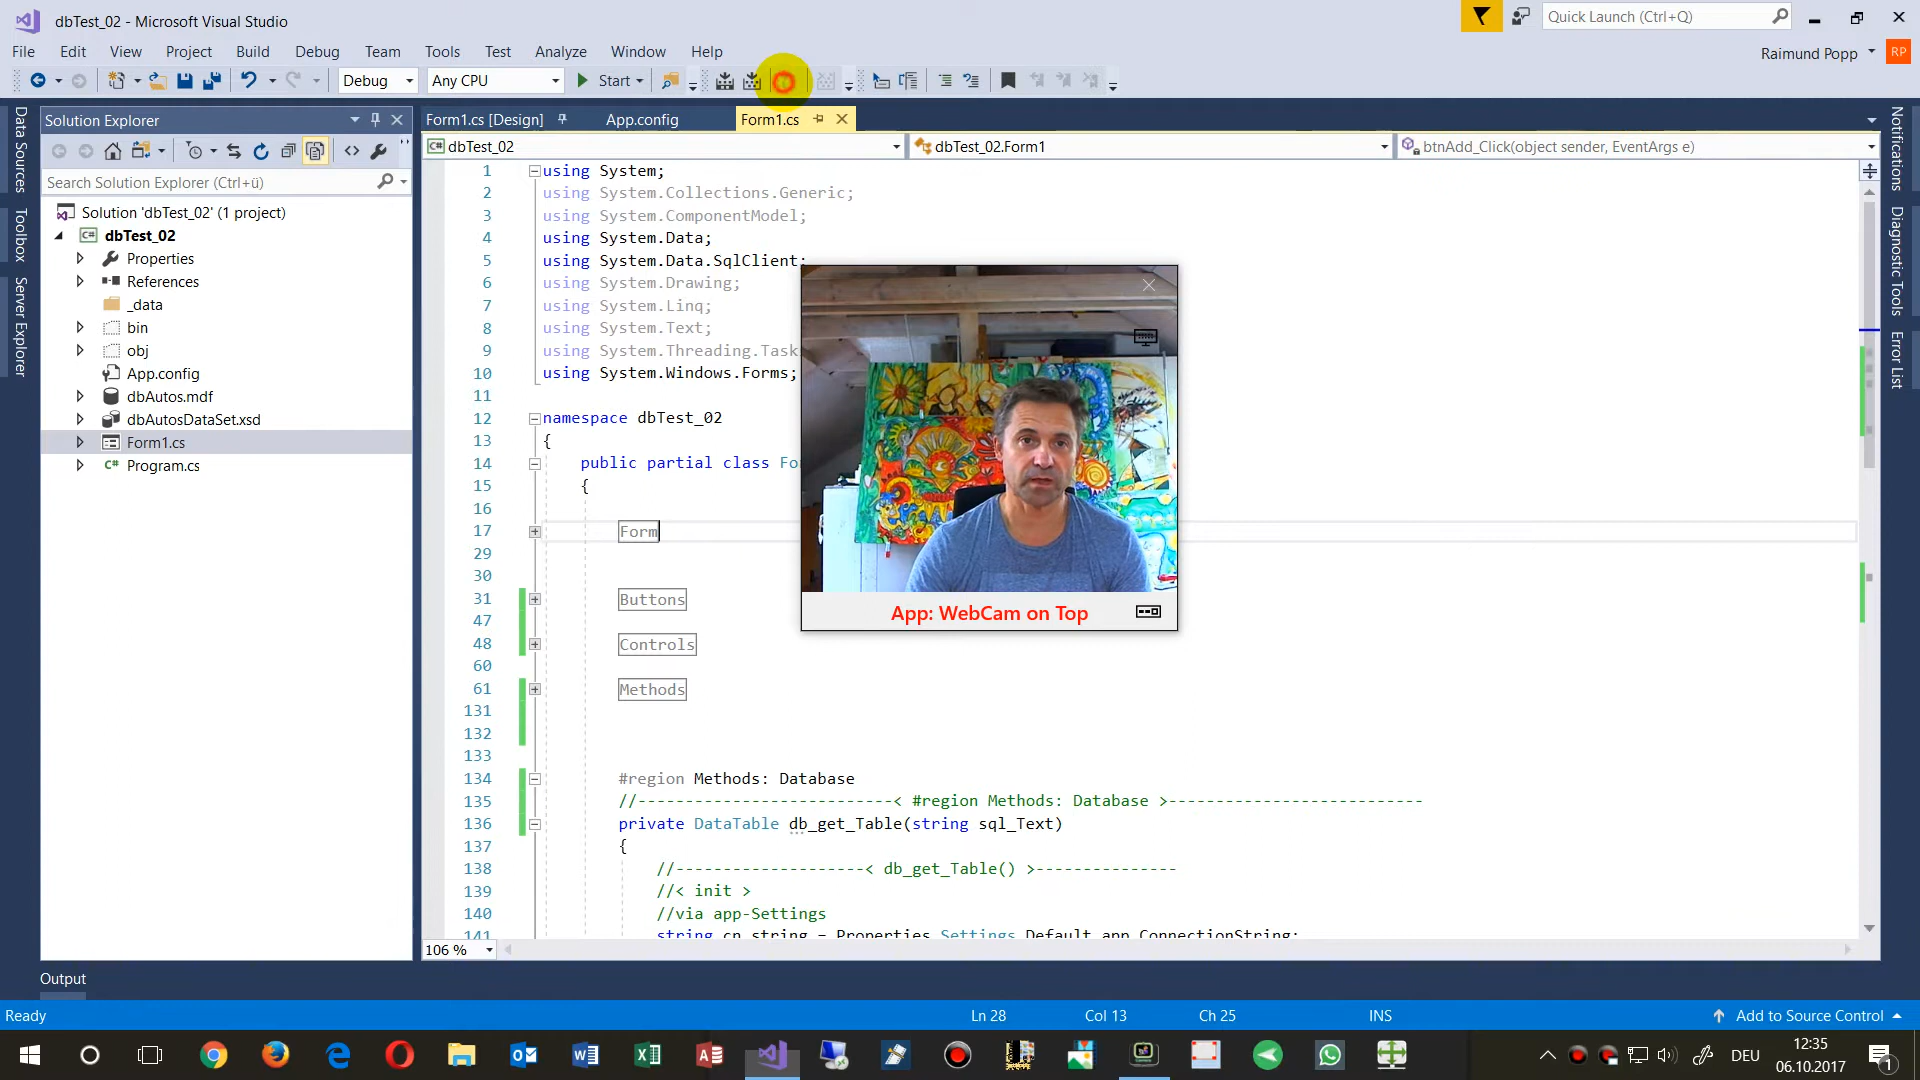 dbTest_02 - Microsoft Visual Studio
Quick Launch (Ctrl+Q)
File Edit View Project Build Debug Team Tools Test Analyze Window Help
Raimund Popp RP
Debug Any CPU Start
Data Sources
Toolbox
Server Explorer
Solution Explorer
Search Solution Explorer (Ctrl+ü)
Solution 'dbTest_02' (1 project)
dbTest_02
Properties
References
_data
bin
obj
App.config
dbAutos.mdf
dbAutosDataSet.xsd
Form1.cs
Program.cs
Form1.cs [Design] App.config Form1.cs
dbTest_02 dbTest_02.Form1 btnAdd_Click(object sender, EventArgs e)
1 using System;
2 using System.Collections.Generic;
3 using System.ComponentModel;
4 using System.Data;
5 using System.Data.SqlClient;
6 using System.Drawing;
7 using System.Linq;
8 using System.Text;
9 using System.Threading.Task
10 using System.Windows.Forms;
11
12 namespace dbTest_02
13 {
14 public partial class Fo
15 {
16
17 Form
29
30
31 Buttons
47
48 Controls
60
61 Methods
131
132
133
134 #region Methods: Database
135 //---------------------------< #region Methods: Database >---------------------------
136 private DataTable db_get_Table(string sql_Text)
137 {
138 //--------------------< db_get_Table() >---------------
139 //< init >
140 //via app-Settings
141 string cn_string = Properties.Settings.Default.app_ConnectionString;
App: WebCam on Top
Notifications
Diagnostic Tools
Error List
106 %
Output
Ready Ln 28 Col 13 Ch 25 INS Add to Source Control
DEU
12:35
06.10.2017
1